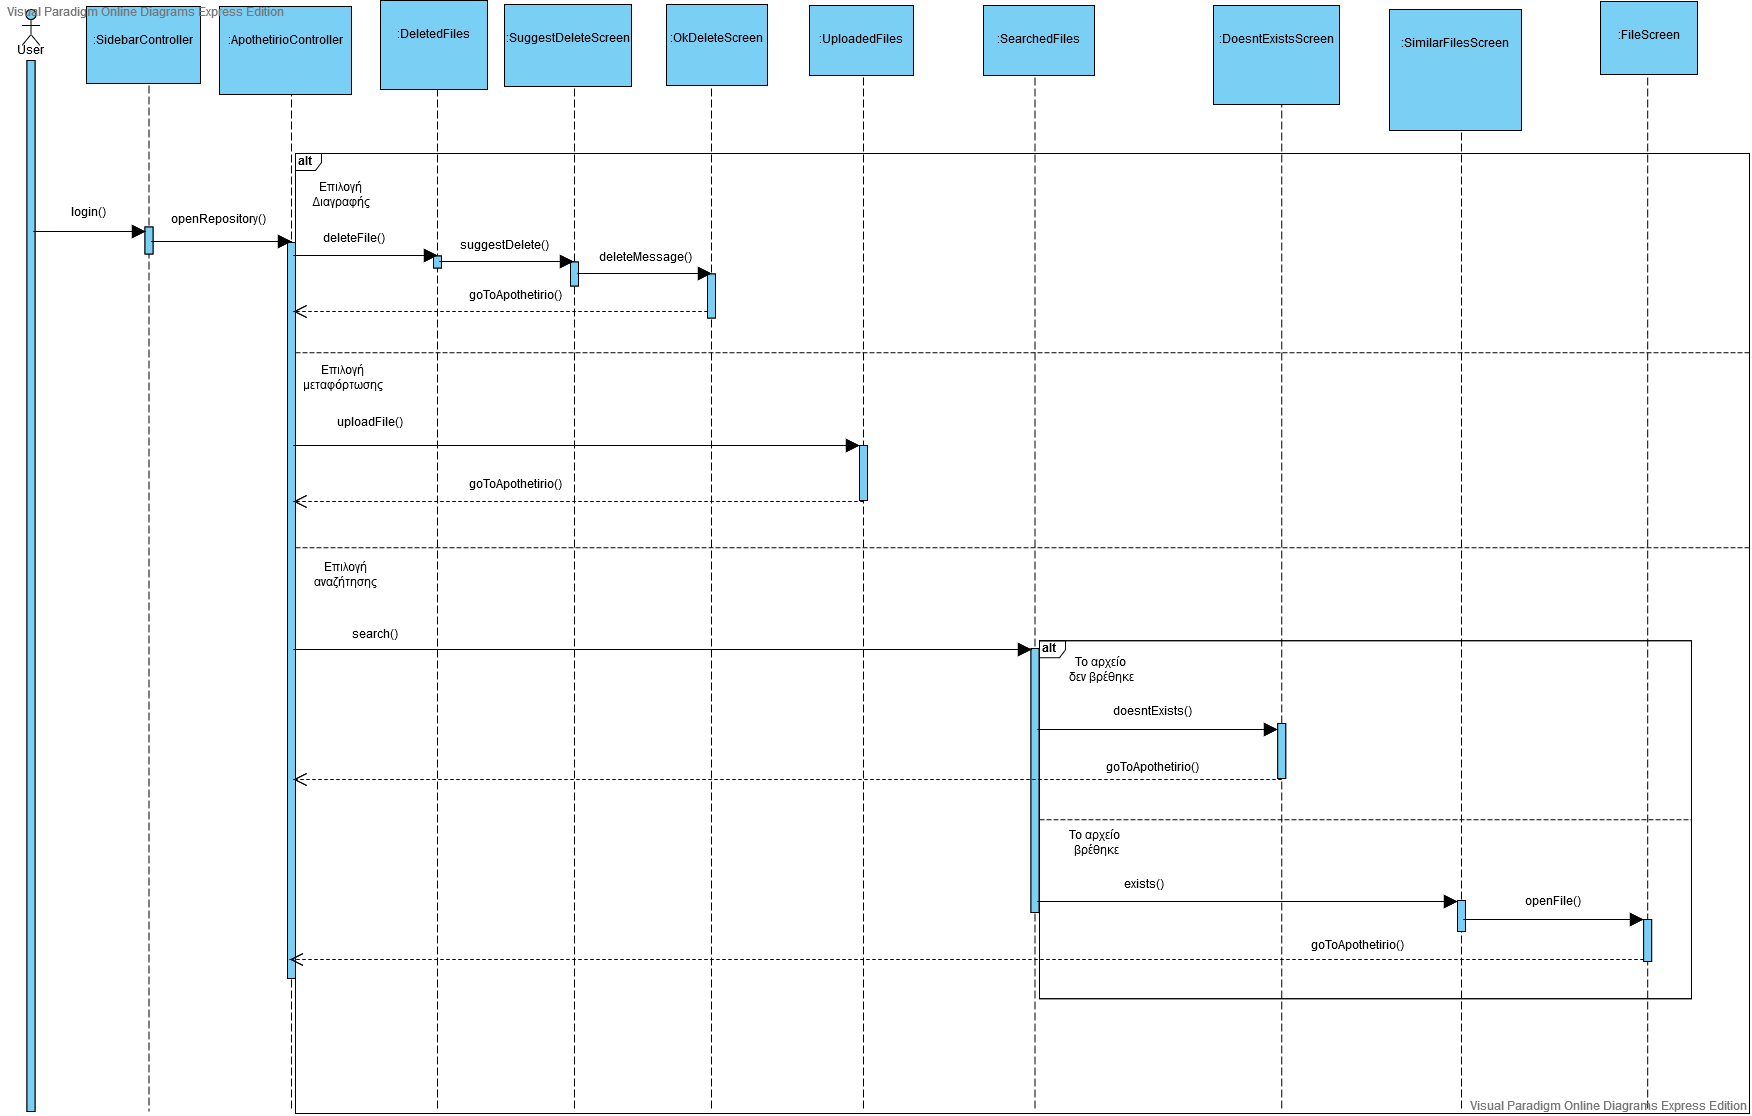 Visual Paradigm Online Diagrams Express Edition
User
:SidebarController
:ApothetirioController
:DeletedFiles
:SuggestDeleteScreen
:OkDeleteScreen
:UploadedFiles
:SearchedFiles
:DoesntExistsScreen
:SimilarFilesScreen
:FileScreen
alt
Επιλογή
Διαγραφής
login()
openRepository()
deleteFile()
suggestDelete()
deleteMessage()
goToApothetirio()
Επιλογή
μεταφόρτωσης
uploadFile()
goToApothetirio()
Επιλογή
αναζήτησης
search()
alt
Το αρχείο
δεν βρέθηκε
doesntExists()
goToApothetirio()
Το αρχείο
βρέθηκε
exists()
openFile()
goToApothetirio()
Visual Paradigm Online Diagrams Express Edition